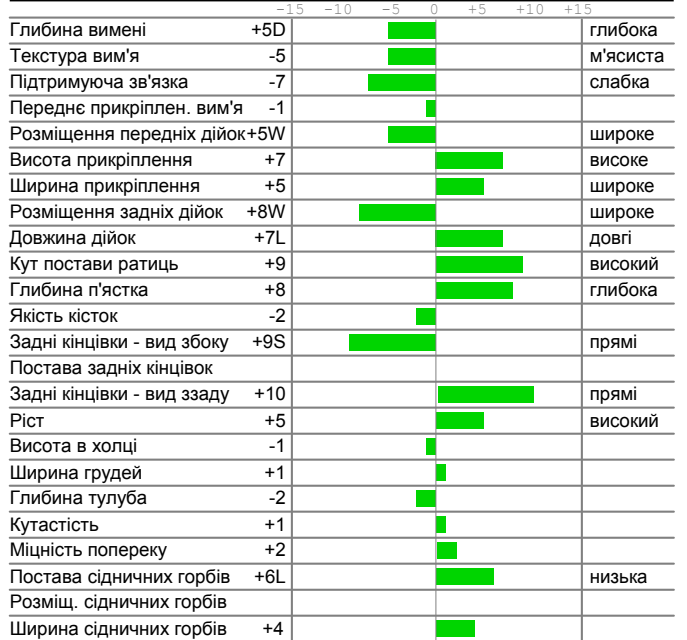 -15 -10 -5 0 +5 +10 +15
Глибина вимені +5D глибока
Текстура вим'я -5 м'ясиста
Підтримуюча зв'язка -7 слабка
Переднє прикріплен. вим'я -1
Розміщення передніх дійок+5W широке
Висота прикріплення +7 високе
Ширина прикріплення +5 широке
Розміщення задніх дійок +8W широке
Довжина дійок +7L довгі
Кут постави ратиць +9 високий
Глибина п'ястка +8 глибока
Якість кісток -2
Задні кінцівки - вид збоку +9S прямі
Постава задніх кінцівок
Задні кінцівки - вид ззаду +10 прямі
Ріст +5 високий
Висота в холці -1
Ширина грудей +1
Глибина тулуба -2
Кутастість +1
Міцність попереку +2
Постава сідничних горбів +6L низька
Розміщ. сідничних горбів
Ширина сідничних горбів +4